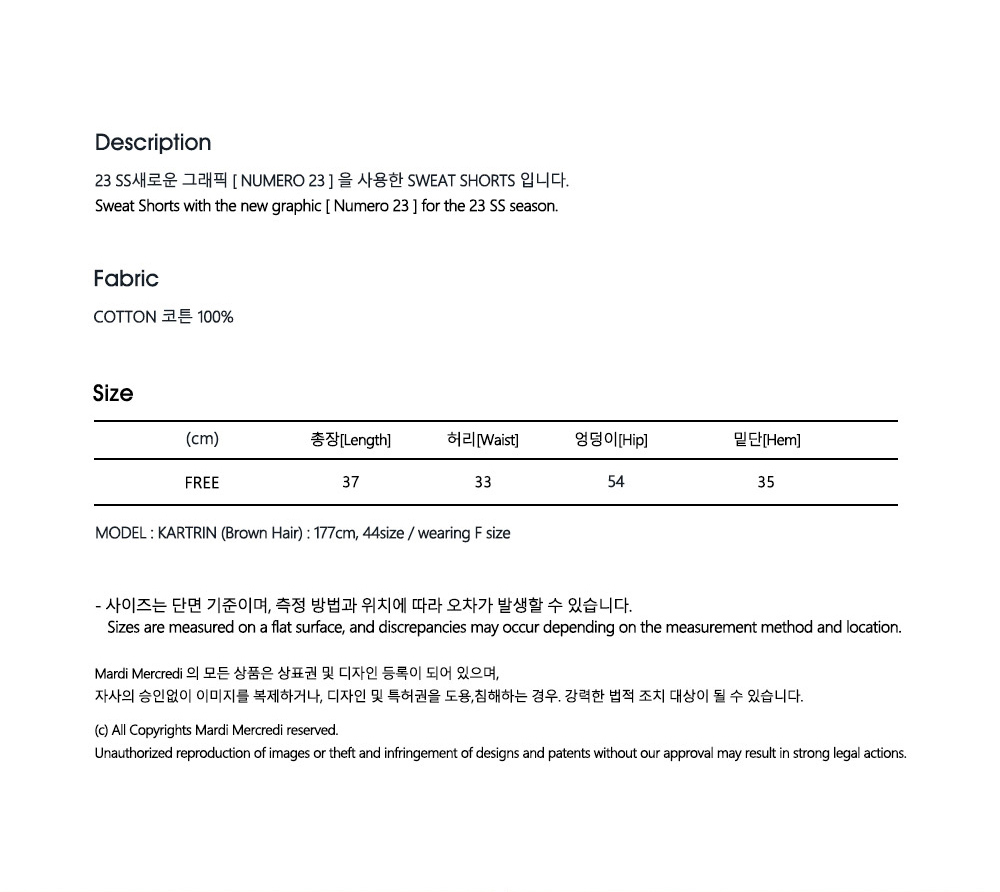 Description
23 SS새로운 그래픽 [ NUMERO 23 ] 을 사용한 SWEAT SHORTS 입니다.
Sweat Shorts with the new graphic [ Numero 23 ] for the 23 SS season.
Fabric
COTTON 코튼 100%
Size
(cm) 총장[Length] 허리[Waist] 엉덩이[Hip] 밑단[Hem]
FREE 37 33 54 35
MODEL : KARTRIN (Brown Hair) : 177cm, 44size / wearing F size
- 사이즈는 단면 기준이며, 측정 방법과 위치에 따라 오차가 발생할 수 있습니다.
Sizes are measured on a flat surface, and discrepancies may occur depending on the measurement method and location.
Mardi Mercredi 의 모든 상품은 상표권 및 디자인 등록이 되어 있으며,
자사의 승인없이 이미지를 복제하거나, 디자인 및 특허권을 도용,침해하는 경우. 강력한 법적 조치 대상이 될 수 있습니다.
(c) All Copyrights Mardi Mercredi reserved.
Unauthorized reproduction of images or theft and infringement of designs and patents without our approval may result in strong legal actions.